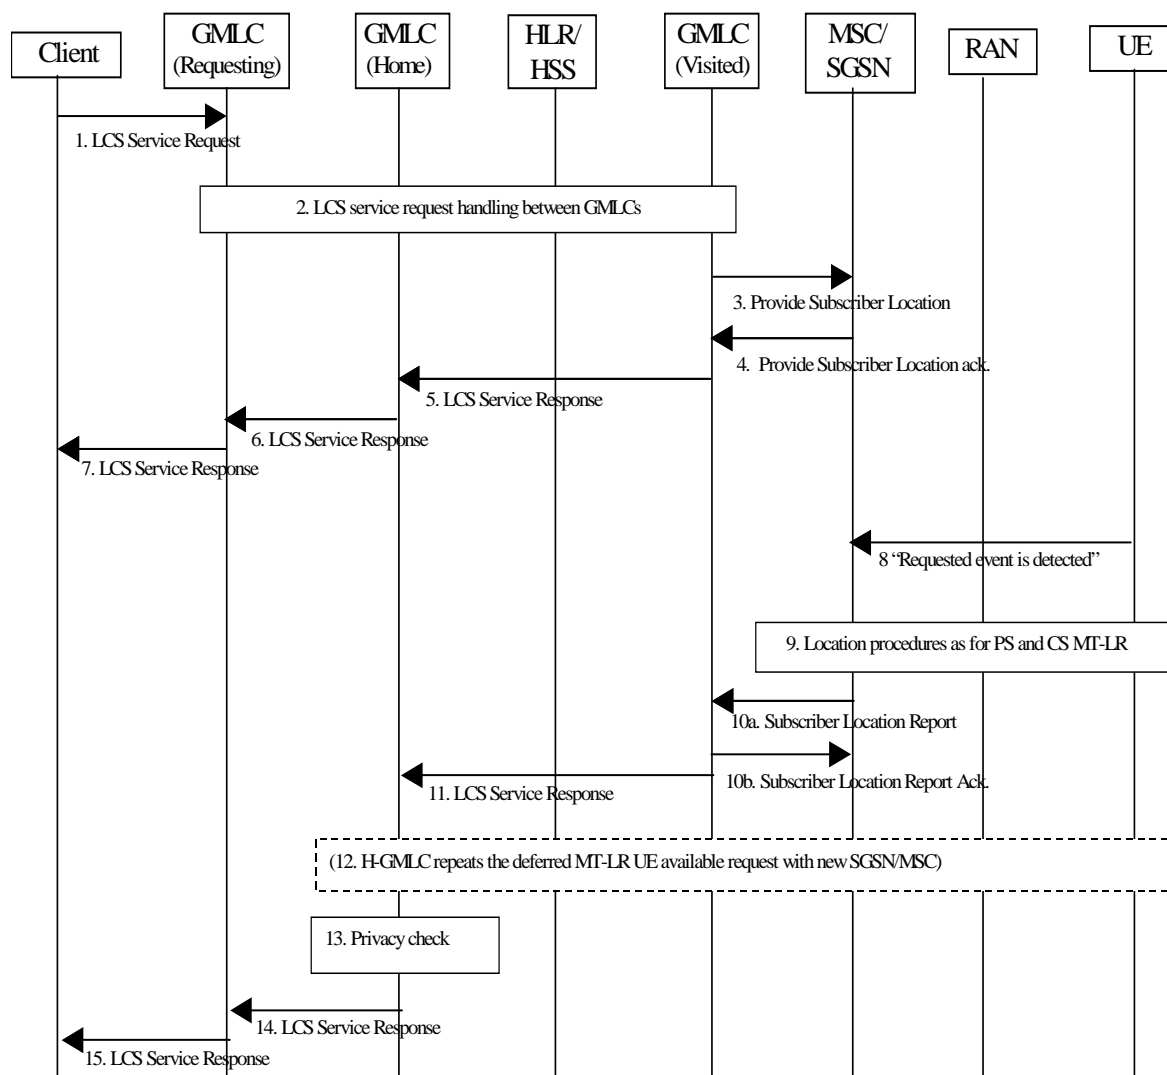 Client
GMLC
(Requesting)
GMLC
(Home)
HLR/
HSS
GMLC
(Visited)
MSC/
SGSN
RAN
UE
1. LCS Service Request
2. LCS service request handling between GMLCs
3. Provide Subscriber Location
4. Provide Subscriber Location ack.
5. LCS Service Response
6. LCS Service Response
7. LCS Service Response
8 “Requested event is detected”
9. Location procedures as for PS and CS MT-LR
10a. Subscriber Location Report
10b. Subscriber Location Report Ack.
11. LCS Service Response
(12. H-GMLC repeats the deferred MT-LR UE available request with new SGSN/MSC)
13. Privacy check
14. LCS Service Response
15. LCS Service Response